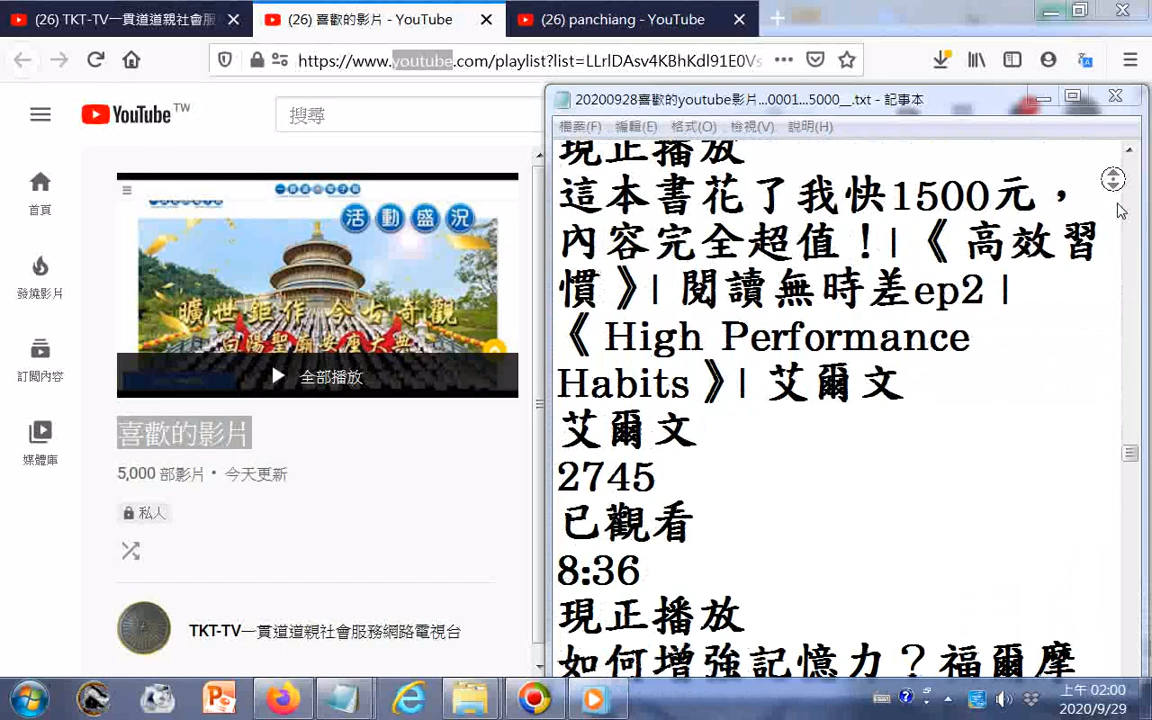 (26) TKT-TV一貫道道親社會服
(26) 喜歡的影片 - YouTube
(26) panchiang - YouTube
https://www.youtube.com/playlist?list=LLrlDAsv4KBhKdl91E0Vs
YouTube TW
搜尋
首頁
發燒影片
訂閱內容
媒體庫
活動盛況
曠世鉅作 今古奇觀
全部播放
喜歡的影片
5,000 部影片・今天更新
私人
TKT-TV一貫道道親社會服務網路電視台
20200928喜歡的youtube影片...0001...5000__.txt - 記事本
檔案(F) 編輯(E) 格式(O) 檢視(V) 說明(H)
現正播放
這本書花了我快1500元，
內容完全超值！|《高效習
慣》| 閱讀無時差ep2 |
《High Performance
Habits》| 艾爾文
艾爾文
2745
已觀看
8:36
現正播放
如何增強記憶力？福爾摩
上午 02:00
2020/9/29